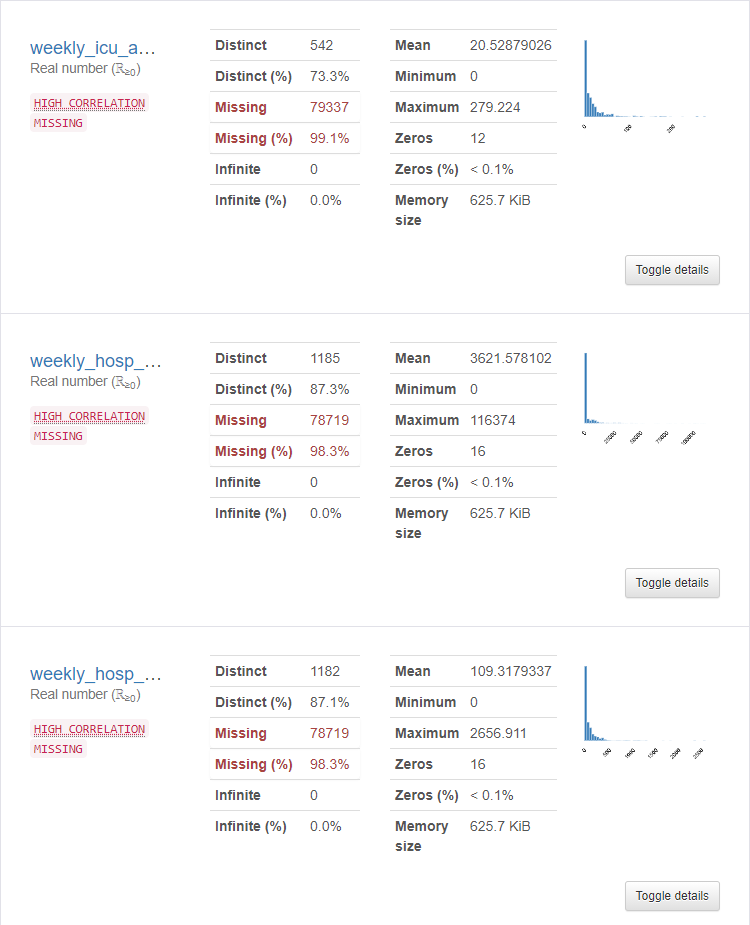 weekly_icu_a…
Real number (ℝ≥0)
HIGH CORRELATION
MISSING
Distinct 542
Distinct (%) 73.3%
Missing 79337
Missing (%) 99.1%
Infinite 0
Infinite (%) 0.0%
Mean 20.52879026
Minimum 0
Maximum 279.224
Zeros 12
Zeros (%) < 0.1%
Memory size 625.7 KiB
0 100 200
Toggle details
weekly_hosp_…
Real number (ℝ≥0)
HIGH CORRELATION
MISSING
Distinct 1185
Distinct (%) 87.3%
Missing 78719
Missing (%) 98.3%
Infinite 0
Infinite (%) 0.0%
Mean 3621.578102
Minimum 0
Maximum 116374
Zeros 16
Zeros (%) < 0.1%
Memory size 625.7 KiB
0 25000 50000 75000 100000
Toggle details
weekly_hosp_…
Real number (ℝ≥0)
HIGH CORRELATION
MISSING
Distinct 1182
Distinct (%) 87.1%
Missing 78719
Missing (%) 98.3%
Infinite 0
Infinite (%) 0.0%
Mean 109.3179337
Minimum 0
Maximum 2656.911
Zeros 16
Zeros (%) < 0.1%
Memory size 625.7 KiB
0 500 1000 1500 2000 2500
Toggle details